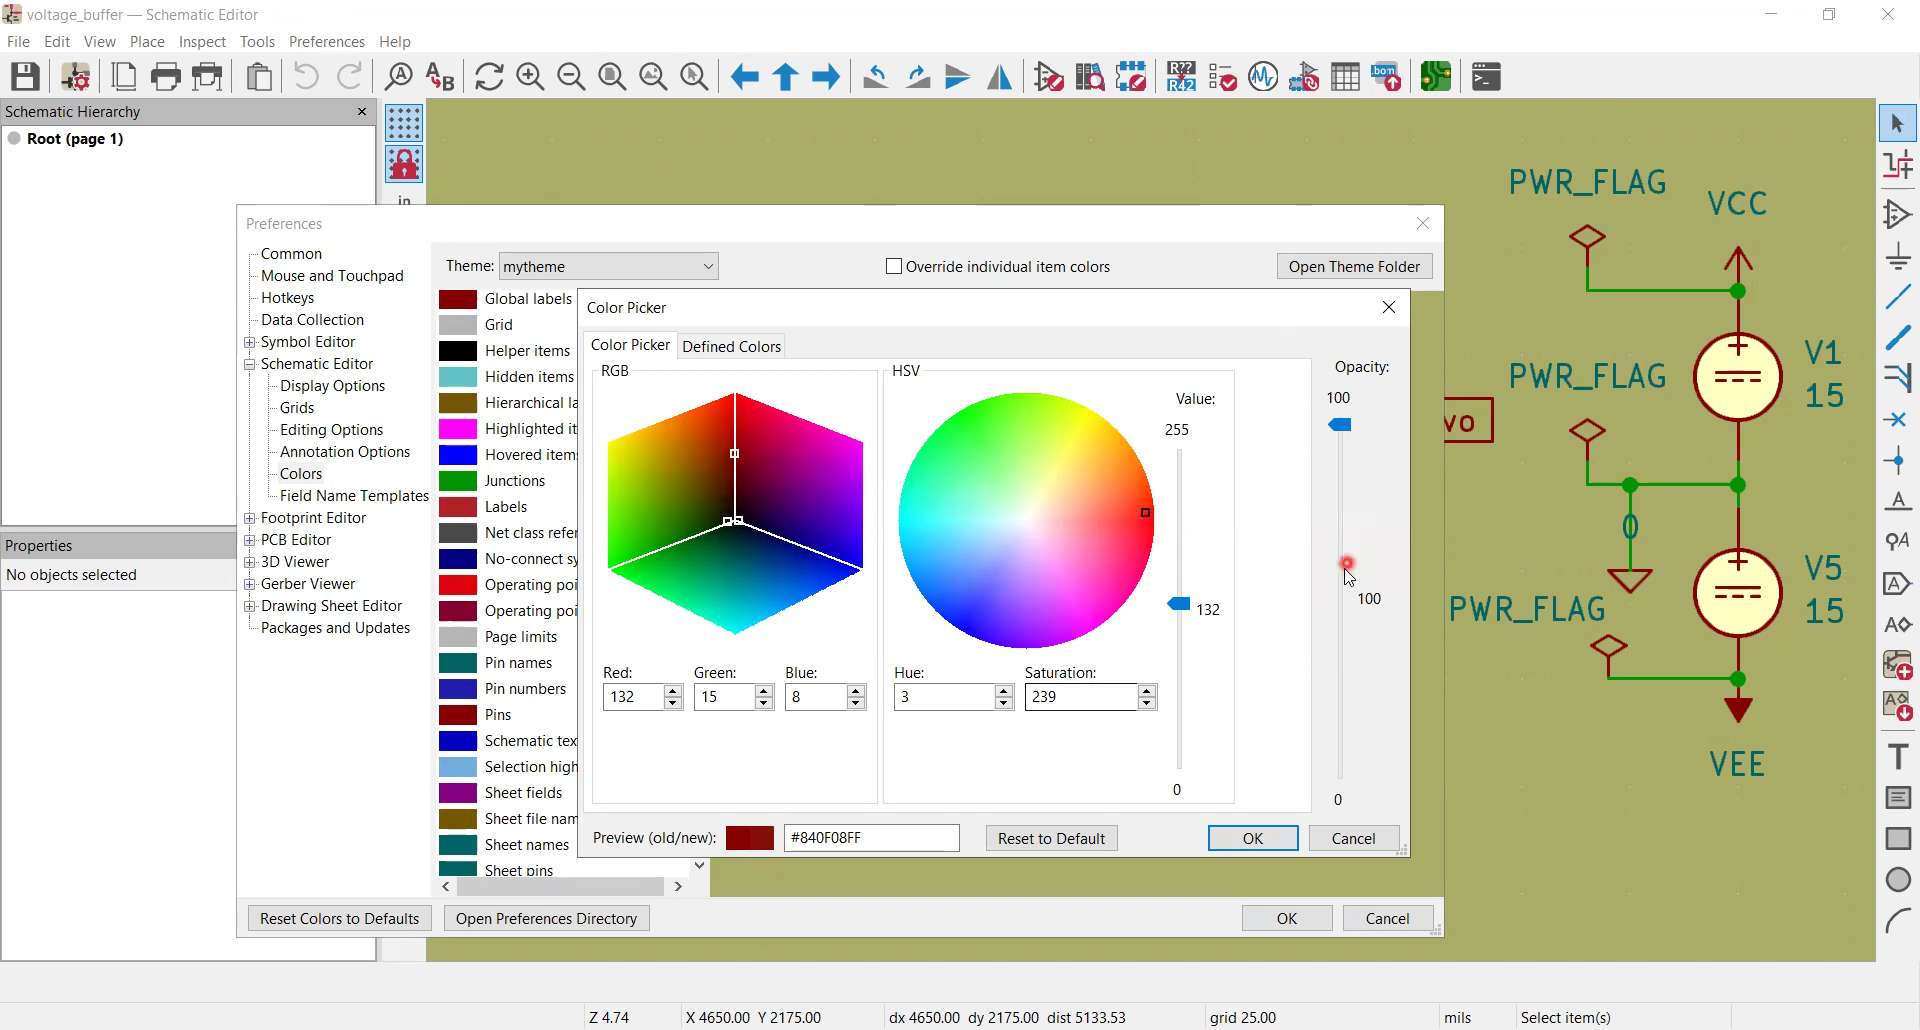 voltage_buffer — Schematic Editor
File Edit View Place Inspect Tools Preferences Help
Schematic Hierarchy
Root (page 1)
Properties
No objects selected
Preferences
Common
Mouse and Touchpad
Hotkeys
Data Collection
Symbol Editor
Schematic Editor
Display Options
Grids
Editing Options
Annotation Options
Colors
Field Name Templates
Footprint Editor
PCB Editor
3D Viewer
Gerber Viewer
Drawing Sheet Editor
Packages and Updates
Theme: mytheme
Override individual item colors
Open Theme Folder
Global labels
Grid
Helper items
Hidden items
Hierarchical la
Highlighted it
Hovered items
Junctions
Labels
Net class refer
No-connect sy
Operating poi
Operating poi
Page limits
Pin names
Pin numbers
Pins
Schematic tex
Selection high
Sheet fields
Sheet file nam
Sheet names
Sheet pins
Color Picker
Color Picker Defined Colors
RGB
HSV
Value:
255
132
0
Opacity:
100
100
0
Red: Green: Blue:
132 15 8
Hue: Saturation:
3 239
Preview (old/new): #840F08FF
Reset to Default OK Cancel
Reset Colors to Defaults Open Preferences Directory OK Cancel
PWR_FLAG
VCC
PWR_FLAG
V1
15
vo
0
V5
15
PWR_FLAG
VEE
R??
R42
bom
A
B
in
Z 4.74 X 4650.00 Y 2175.00 dx 4650.00 dy 2175.00 dist 5133.53 grid 25.00 mils Select item(s)